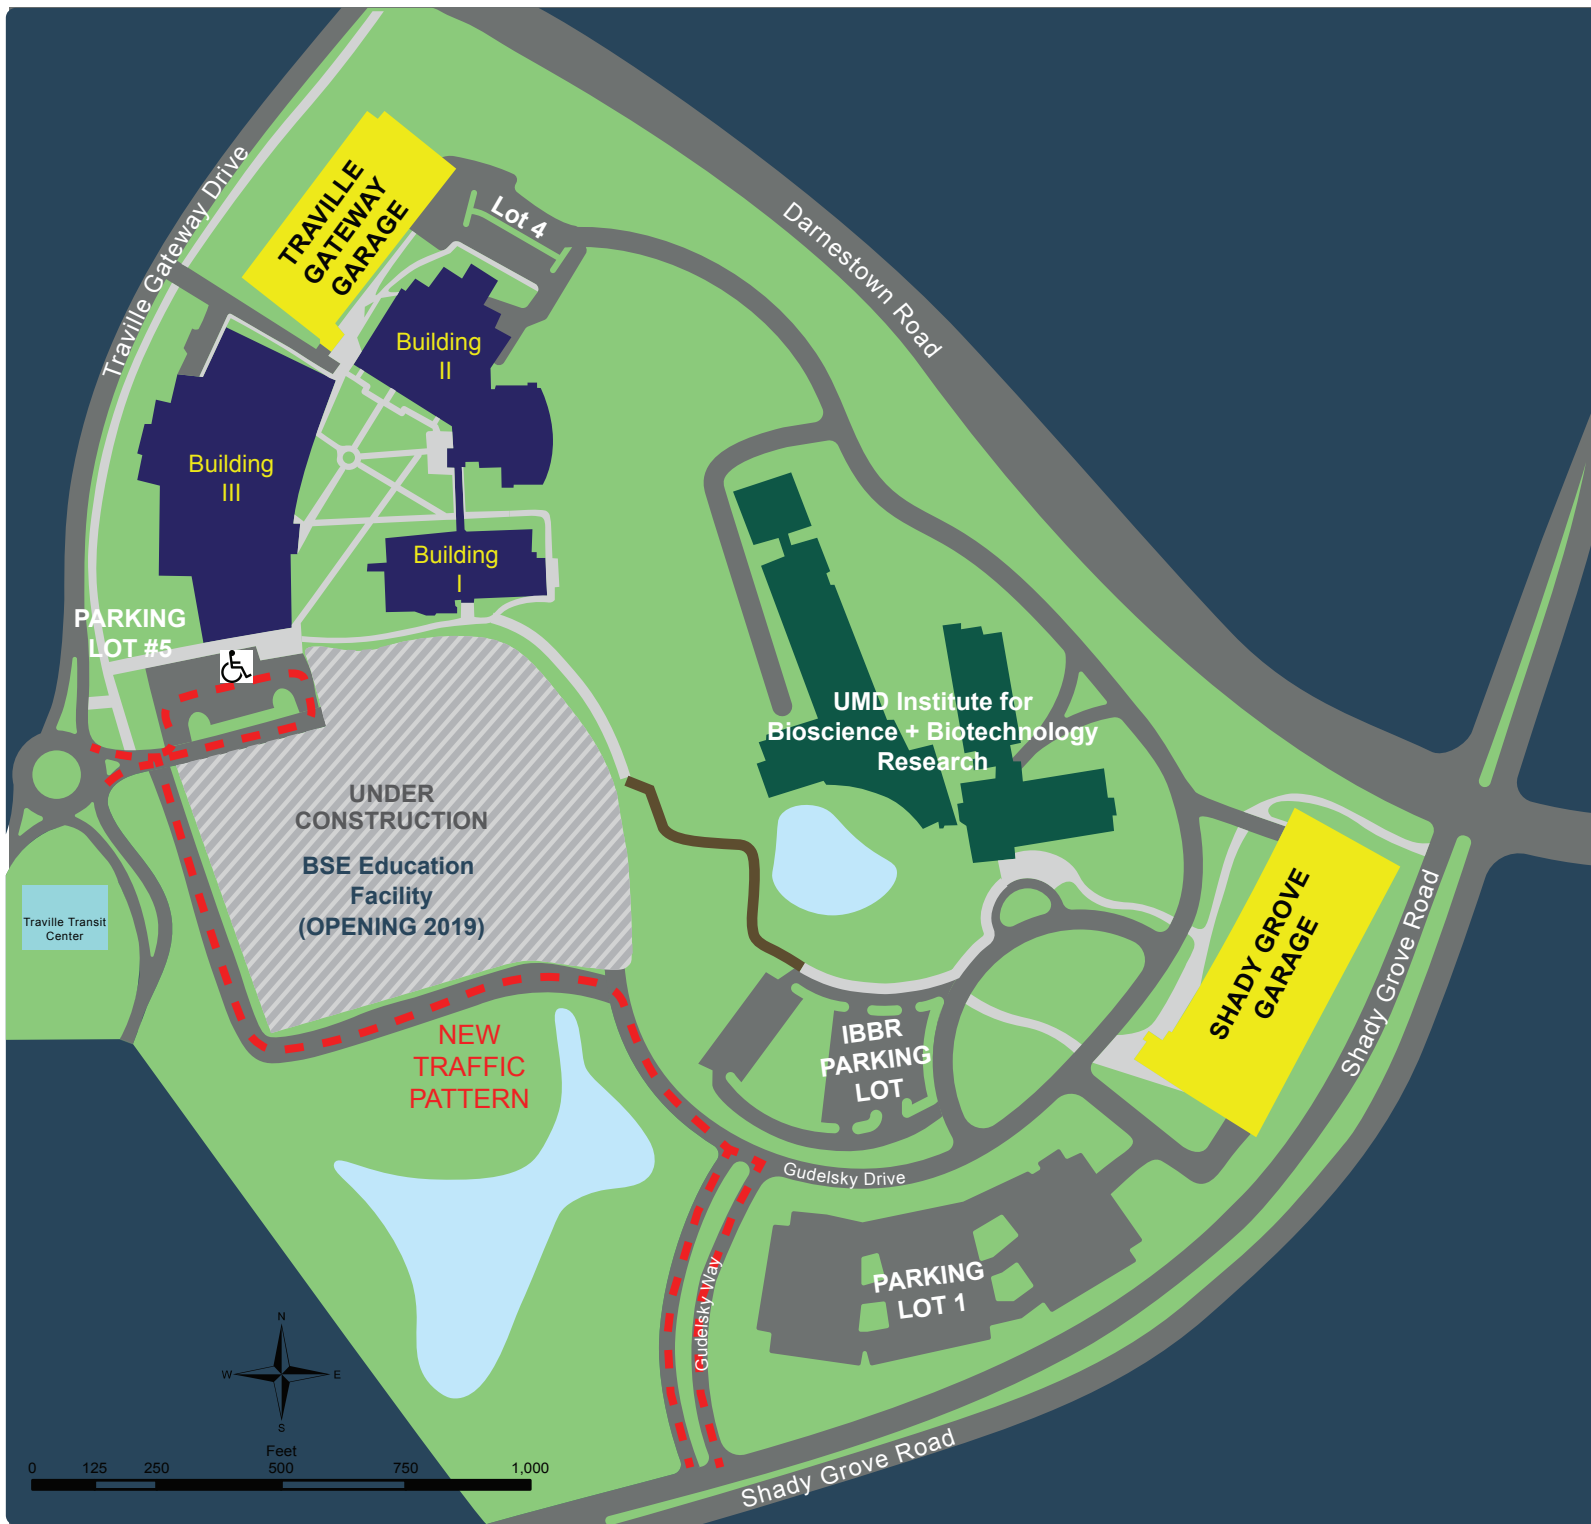 Traville Gateway Drive
TRAVILLE
GATEWAY
GARAGE
Lot 4
Darnestown Road
Building
II
Building
III
Building
I
PARKING
LOT #5
UMD Institute for
Bioscience + Biotechnology
Research
UNDER
CONSTRUCTION
BSE Education
Facility
(OPENING 2019)
Traville Transit
Center
SHADY GROVE
GARAGE
Shady Grove Road
IBBR
PARKING
LOT
NEW
TRAFFIC
PATTERN
Gudelsky Drive
Gudelsky Way
PARKING
LOT 1
N
W
E
S
Feet
0 125 250 500 750 1,000
Shady Grove Road